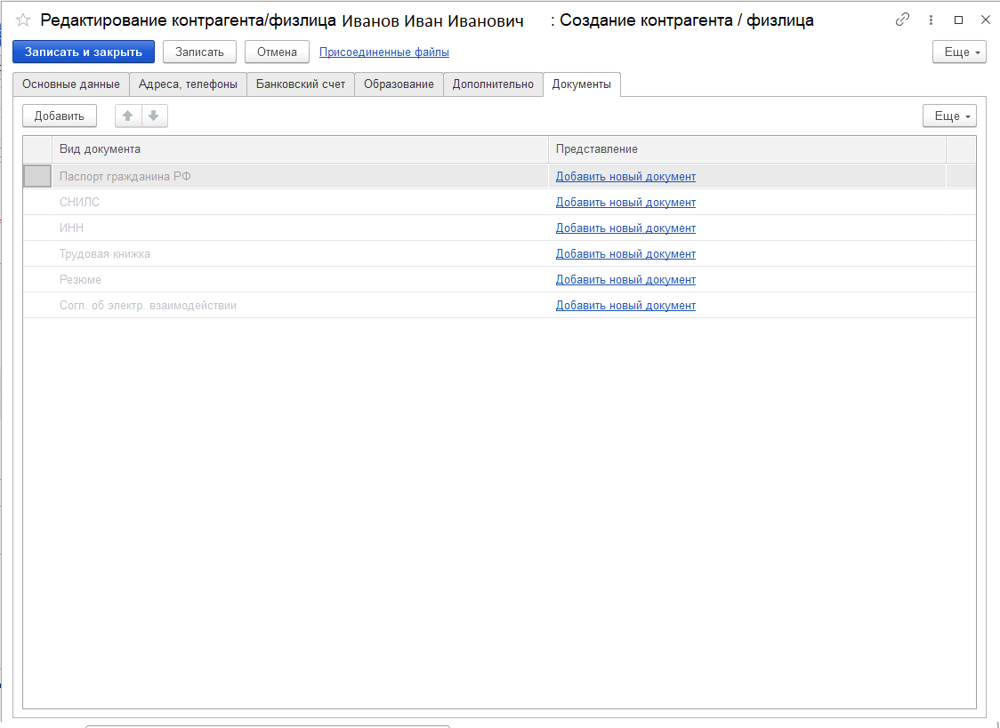 Редактирование контрагента/физлица Иванов Иван Иванович : Создание контрагента / физлица
Записать и закрыть Записать Отмена Присоединенные файлы Еще
Основные данные Адреса, телефоны Банковский счет Образование Дополнительно Документы
Добавить Еще
Вид документа Представление
Паспорт гражданина РФ Добавить новый документ
СНИЛС Добавить новый документ
ИНН Добавить новый документ
Трудовая книжка Добавить новый документ
Резюме Добавить новый документ
Согл. об электр. взаимодействии Добавить новый документ